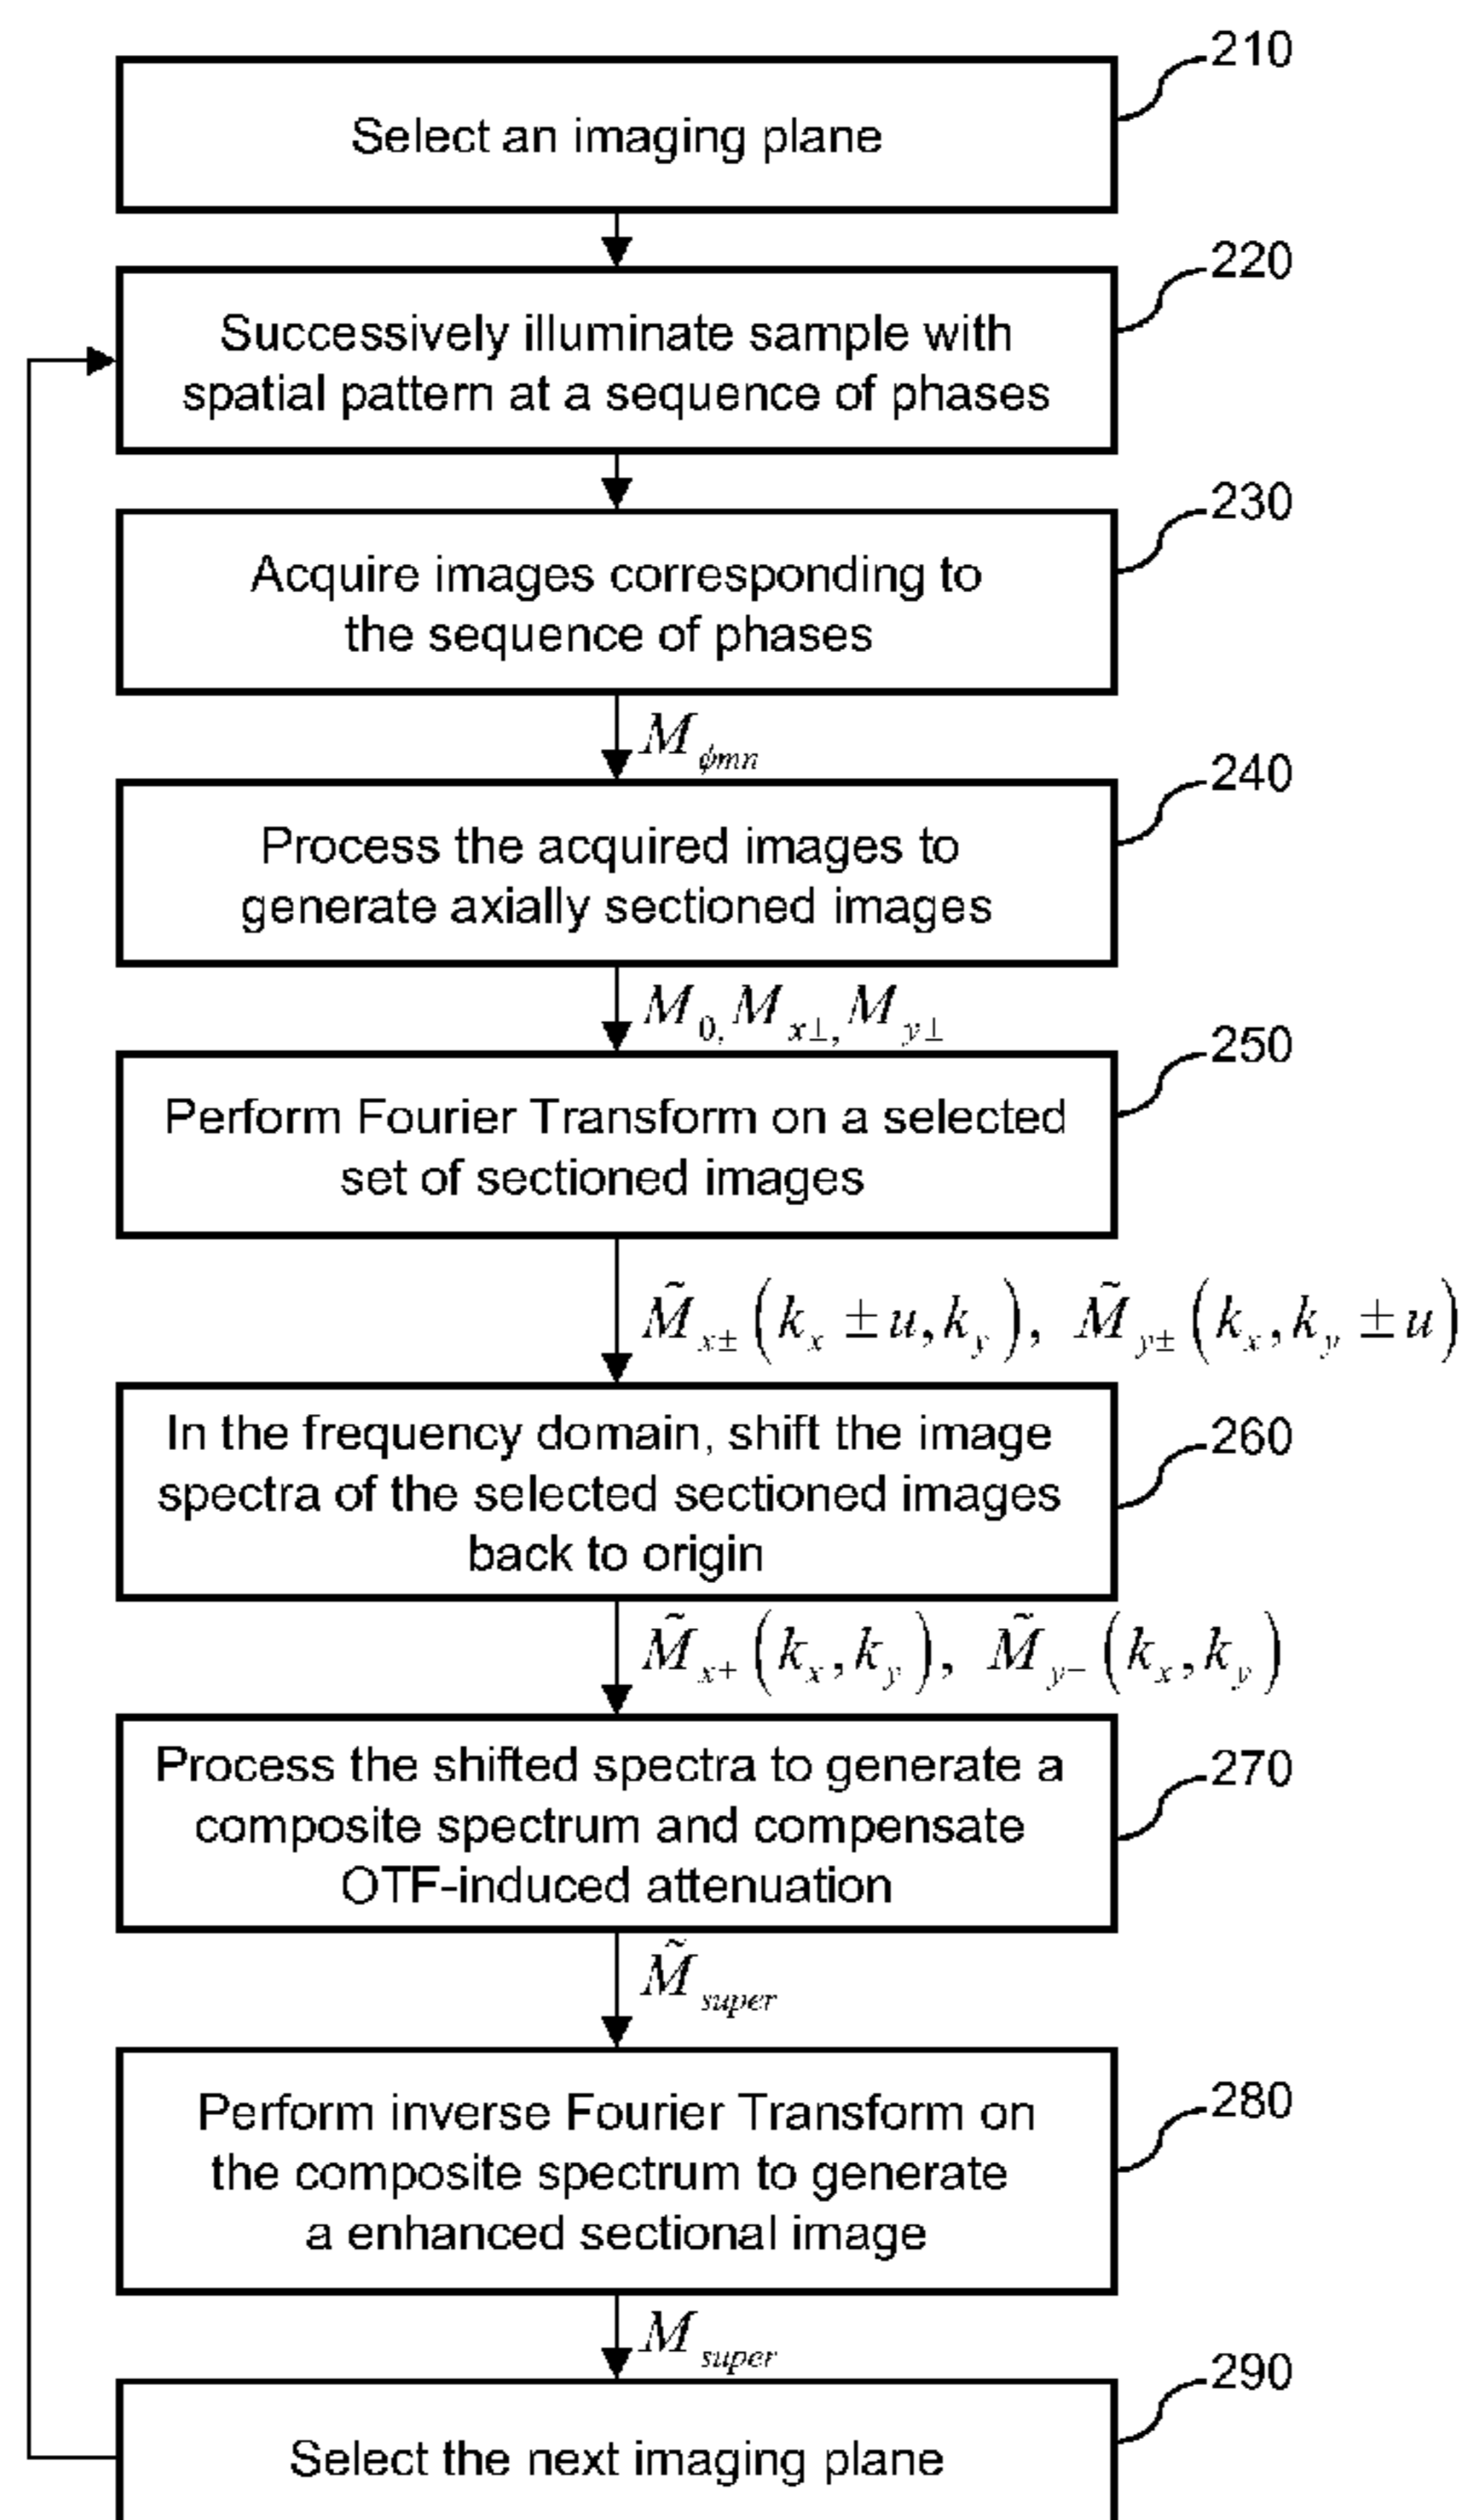 210
Select an imaging plane
220
Successively illuminate sample with
spatial pattern at a sequence of phases
230
Acquire images corresponding to
the sequence of phases
M_ϕmn
240
Process the acquired images to
generate axially sectioned images
M_0, M_x⊥, M_y⊥
250
Perform Fourier Transform on a selected
set of sectioned images
M̃_x± (k_x ± u, k_y), M̃_y± (k_x, k_y ± u)
260
In the frequency domain, shift the image
spectra of the selected sectioned images
back to origin
M̃_x+ (k_x, k_y), M̃_y− (k_x, k_y)
270
Process the shifted spectra to generate a
composite spectrum and compensate
OTF-induced attenuation
M̃_super
280
Perform inverse Fourier Transform on
the composite spectrum to generate
a enhanced sectional image
M_super
290
Select the next imaging plane